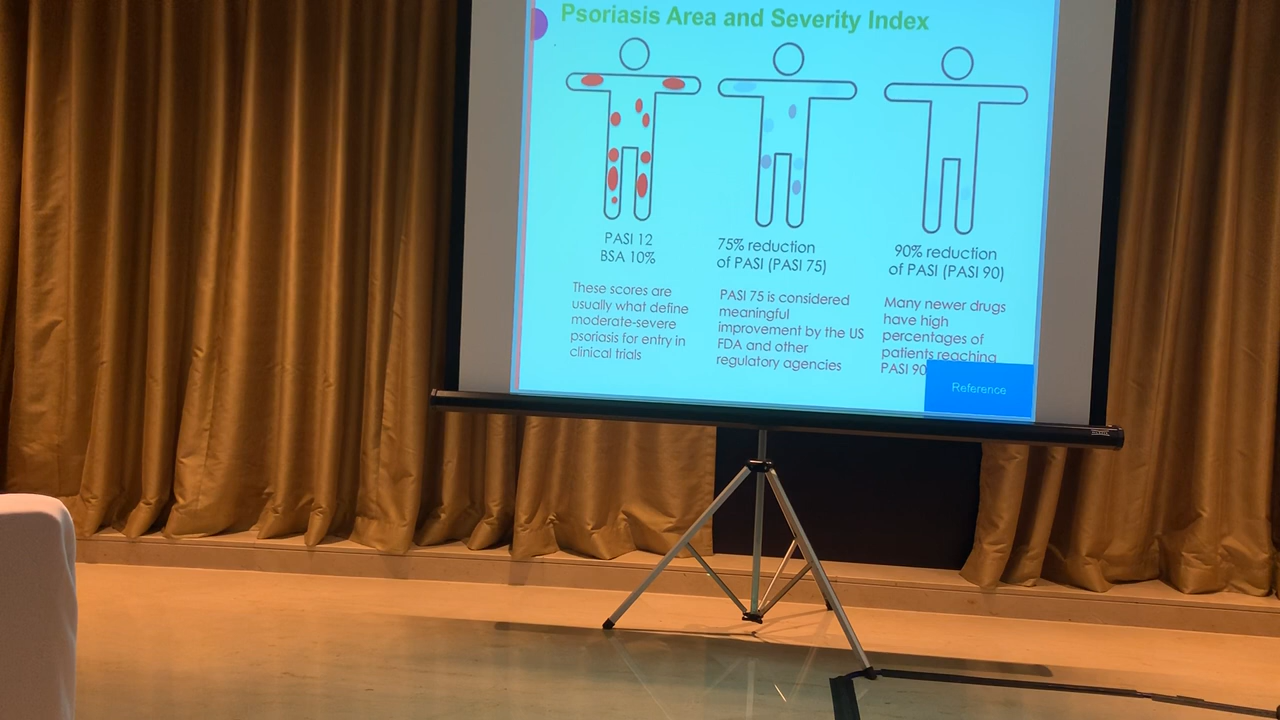 Psoriasis Area and Severity Index
PASI 12
BSA 10%
These scores are
usually what define
moderate-severe
psoriasis for entry in
clinical trials
75% reduction
of PASI (PASI 75)
PASI 75 is considered
meaningful
improvement by the US
FDA and other
regulatory agencies
90% reduction
of PASI (PASI 90)
Many newer drugs
have high
percentages of
patients reaching
PASI 90
Reference